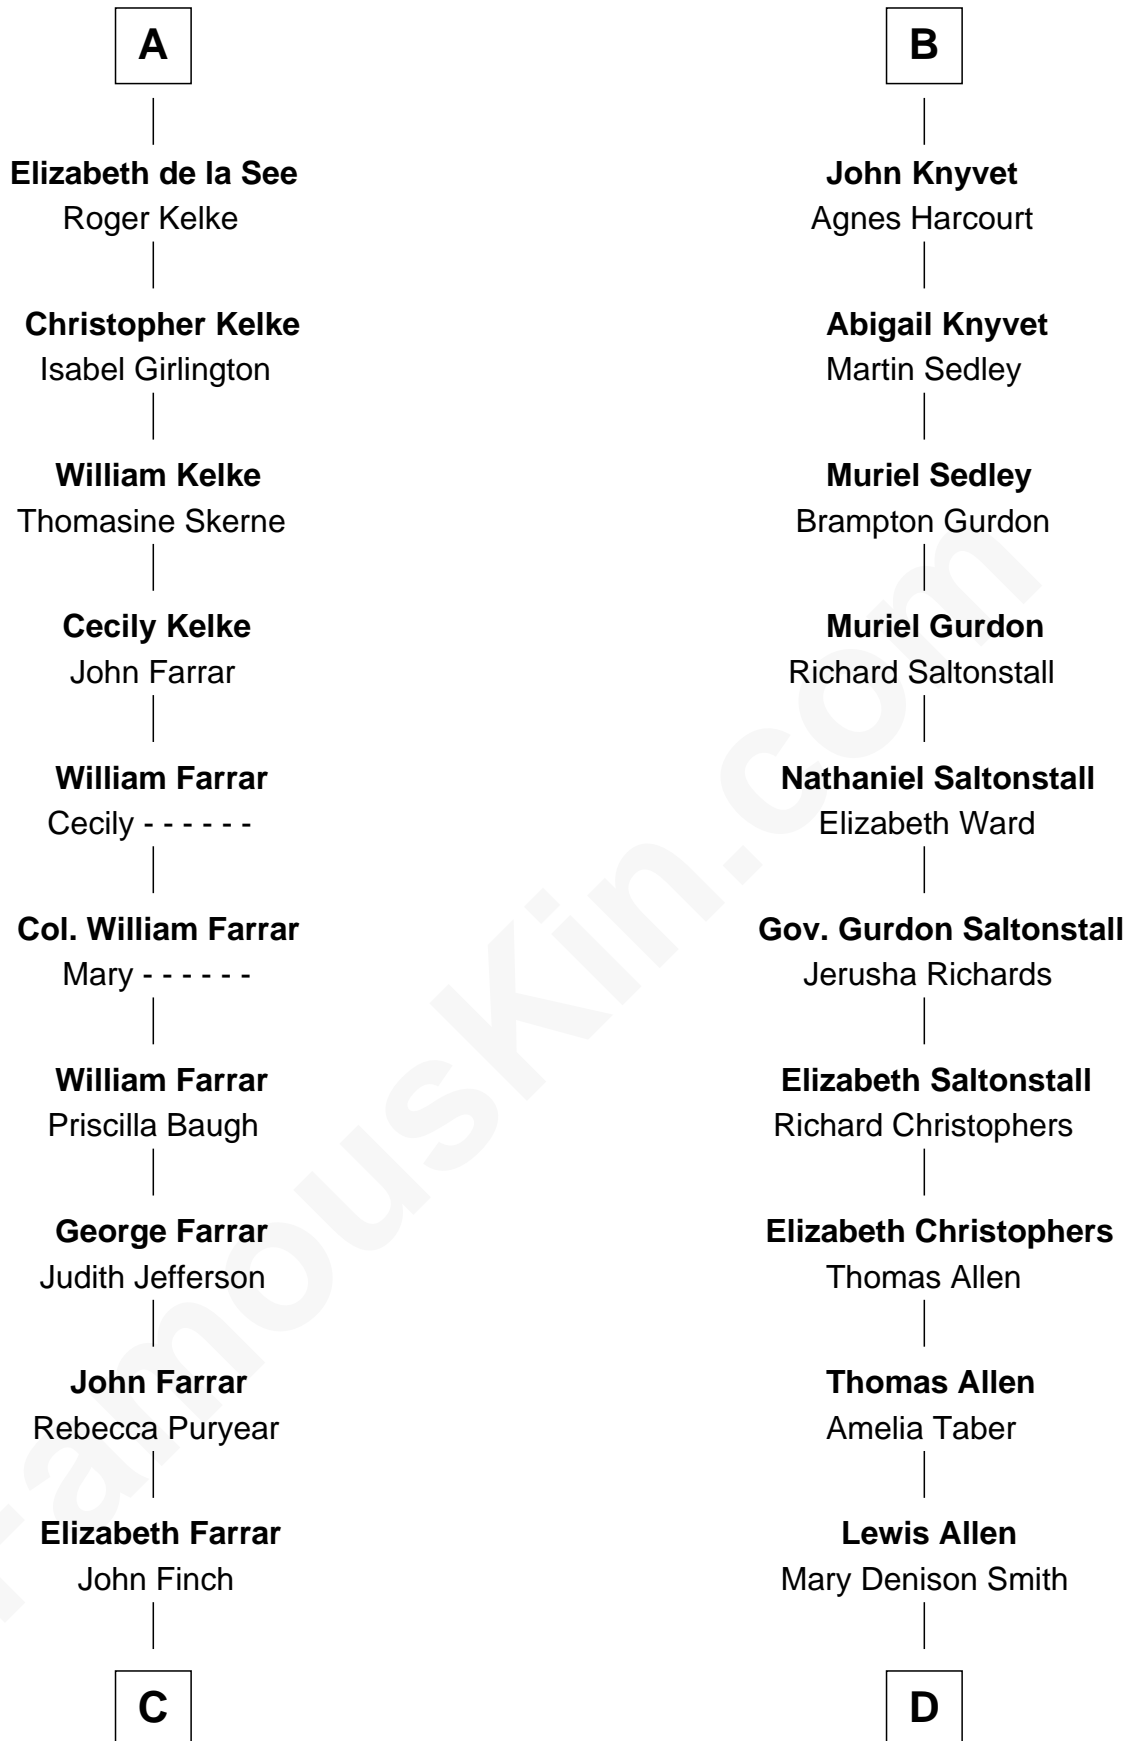 A
Elizabeth de la See
Roger Kelke
Christopher Kelke
Isabel Girlington
William Kelke
Thomasine Skerne
Cecily Kelke
John Farrar
William Farrar
Cecily - - - - - -
Col. William Farrar
Mary - - - - - -
William Farrar
Priscilla Baugh
George Farrar
Judith Jefferson
John Farrar
Rebecca Puryear
Elizabeth Farrar
John Finch
C
B
John Knyvet
Agnes Harcourt
Abigail Knyvet
Martin Sedley
Muriel Sedley
Brampton Gurdon
Muriel Gurdon
Richard Saltonstall
Nathaniel Saltonstall
Elizabeth Ward
Gov. Gurdon Saltonstall
Jerusha Richards
Elizabeth Saltonstall
Richard Christophers
Elizabeth Christophers
Thomas Allen
Thomas Allen
Amelia Taber
Lewis Allen
Mary Denison Smith
D
FamousKin.com